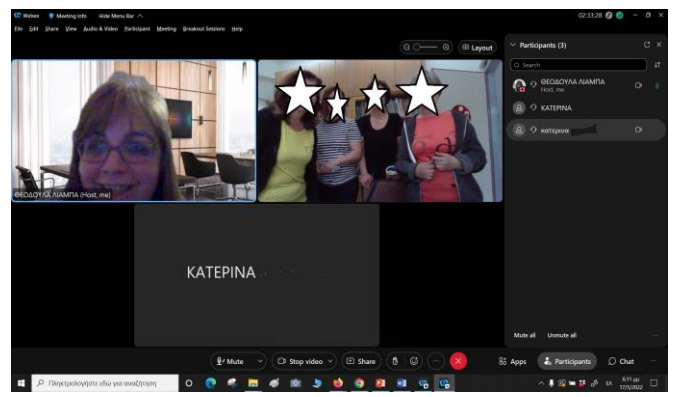 Webex Meeting Info Hide Menu Bar
02:33:28
File Edit Share View Audio & Video Participant Meeting Breakout Sessions Help
Layout
Participants (3)
Search
ΘΕΟΔΟΥΛΑ ΛΙΑΜΠΑ
Host, me
ΚΑΤΕΡΙΝΑ
κατερινα
ΘΕΟΔΟΥΛΑ ΛΙΑΜΠΑ (Host, me)
ΚΑΤΕΡΙΝΑ
Mute all Unmute all
Mute Stop video Share Apps Participants Chat
Πληκτρολογήστε εδώ για αναζήτηση
6:11 μμ
17/5/2022